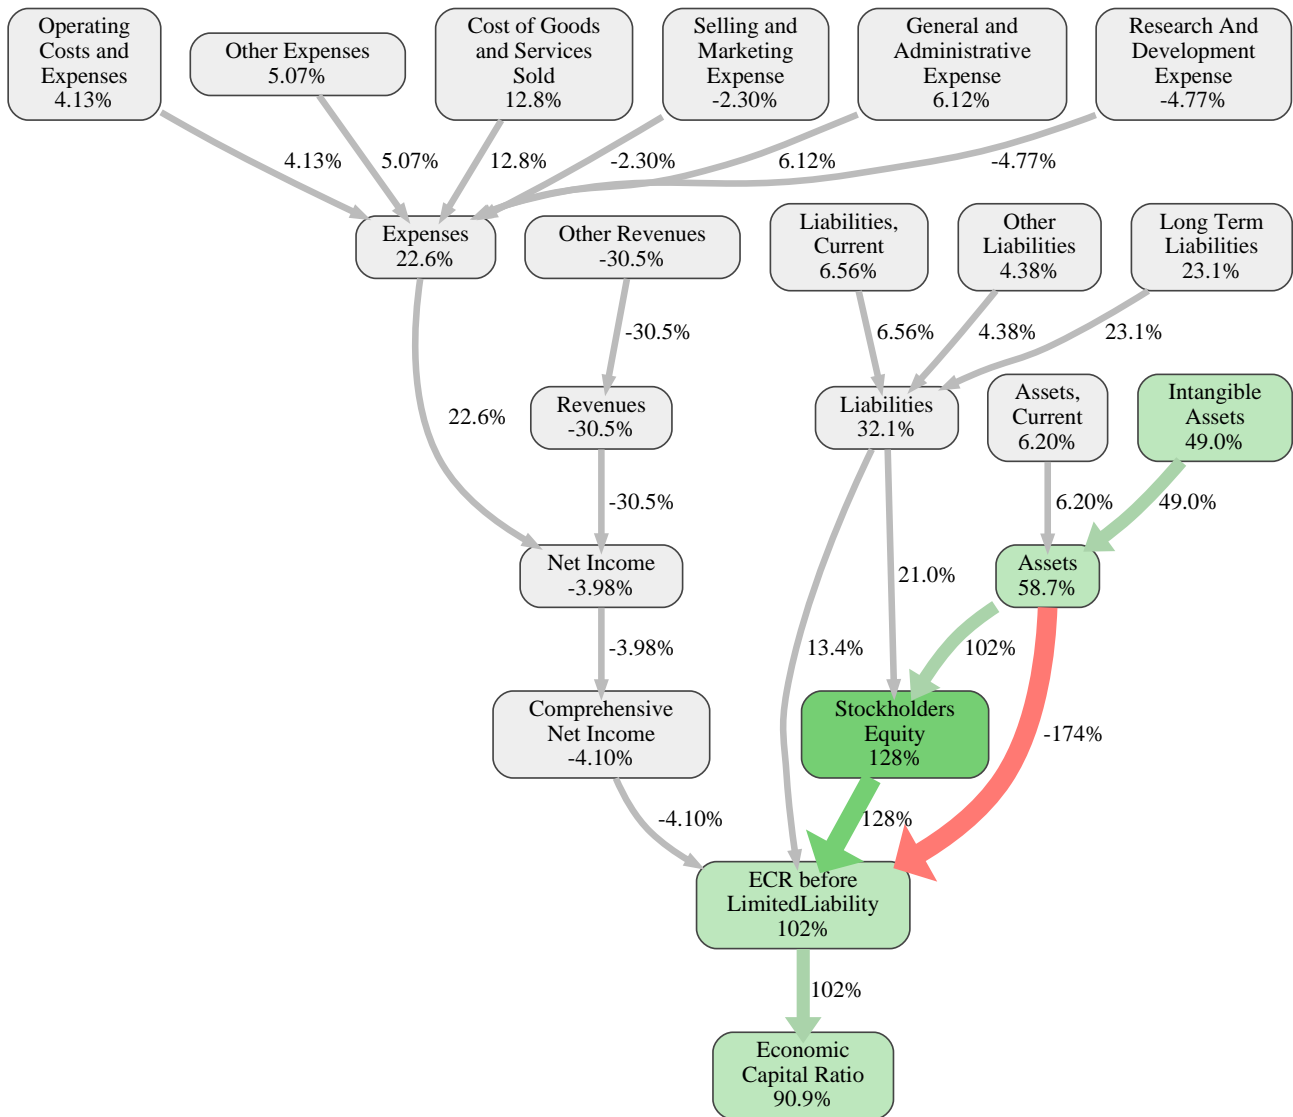 Operating
Costs and
Expenses
4.13%
Other Expenses
5.07%
Cost of Goods
and Services
Sold
12.8%
Selling and
Marketing
Expense
-2.30%
General and
Administrative
Expense
6.12%
Research And
Development
Expense
-4.77%
4.13%
5.07%
12.8%
-2.30%
6.12%
-4.77%
Expenses
22.6%
Other Revenues
-30.5%
Liabilities,
Current
6.56%
Other
Liabilities
4.38%
Long Term
Liabilities
23.1%
-30.5%
6.56%
4.38%
23.1%
22.6%
Revenues
-30.5%
Liabilities
32.1%
Assets,
Current
6.20%
Intangible
Assets
49.0%
-30.5%
6.20%
49.0%
Net Income
-3.98%
21.0%
Assets
58.7%
-3.98%
13.4%
102%
Comprehensive
Net Income
-4.10%
Stockholders
Equity
128%
-174%
-4.10%
128%
ECR before
LimitedLiability
102%
102%
Economic
Capital Ratio
90.9%